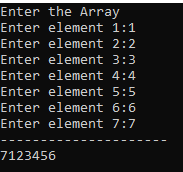 Enter the Array
Enter element 1:1
Enter element 2:2
Enter element 3:3
Enter element 4:4
Enter element 5:5
Enter element 6:6
Enter element 7:7
---------------------
7123456